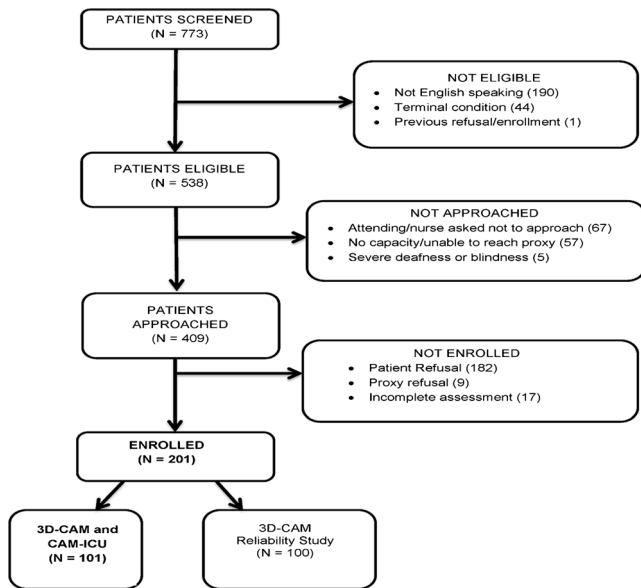 PATIENTS SCREENED
(N = 773)
NOT ELIGIBLE
• Not English speaking (190)
• Terminal condition (44)
• Previous refusal/enrollment (1)
PATIENTS ELIGIBLE
(N = 538)
NOT APPROACHED
• Attending/nurse asked not to approach (67)
• No capacity/unable to reach proxy (57)
• Severe deafness or blindness (5)
PATIENTS
APPROACHED
(N = 409)
NOT ENROLLED
• Patient Refusal (182)
• Proxy refusal (9)
• Incomplete assessment (17)
ENROLLED
(N = 201)
3D-CAM and
CAM-ICU
(N = 101)
3D-CAM
Reliability Study
(N = 100)